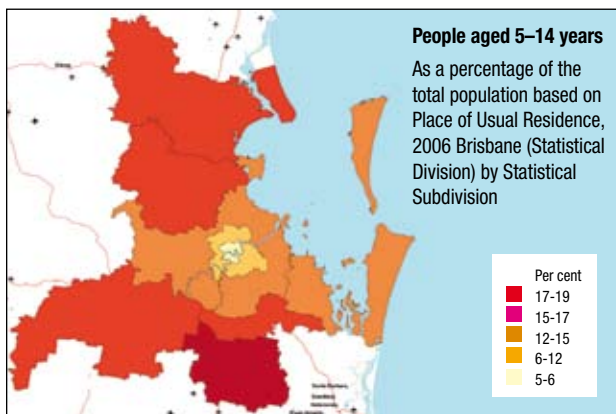 People aged 5–14 years
As a percentage of the
total population based on
Place of Usual Residence,
2006 Brisbane (Statistical
Division) by Statistical
Subdivision
Per cent
17-19
15-17
12-15
6-12
5-6